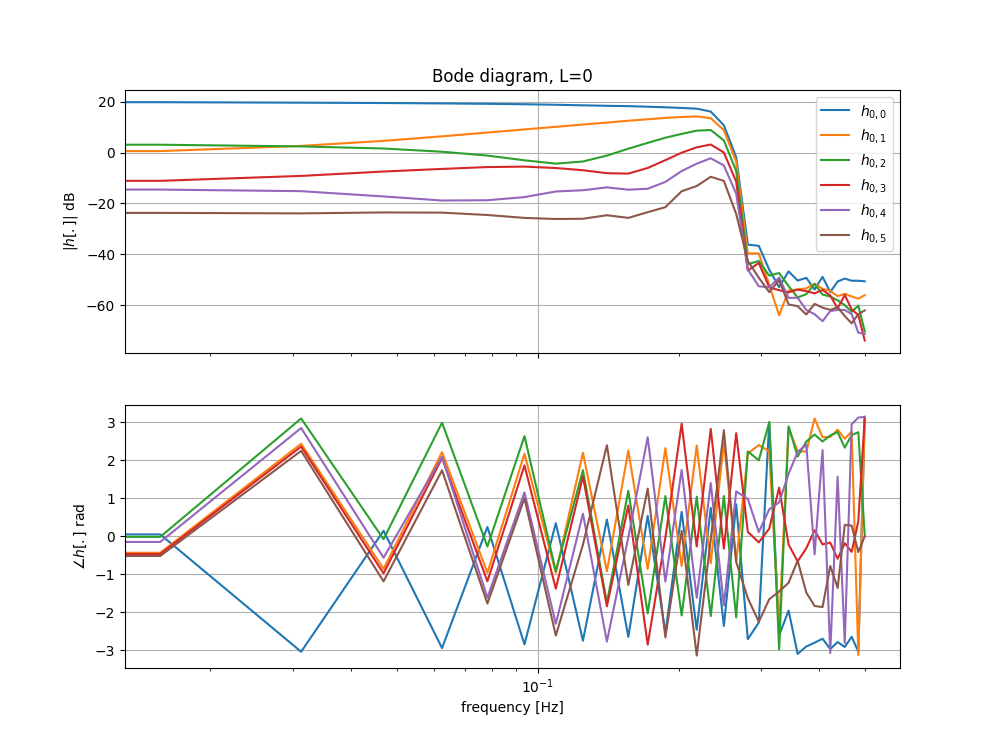 Bode diagram, L=0
|h[.]| dB
20
0
−20
−40
−60
h0,0
h0,1
h0,2
h0,3
h0,4
h0,5
∠h[.] rad
3
2
1
0
−1
−2
−3
10−1
frequency [Hz]